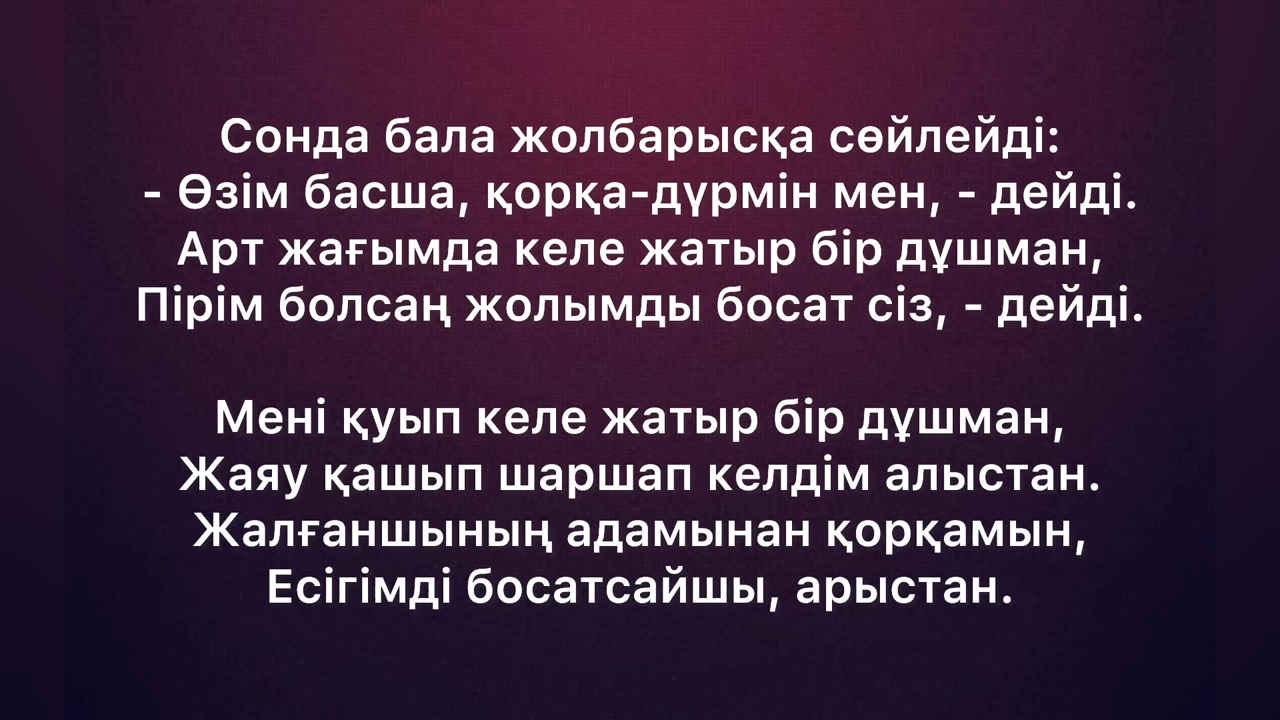 Сонда бала жолбарысқа сөйлейді:
- Өзім басша, қорқа-дүрмін мен, - дейді.
Арт жағымда келе жатыр бір дұшман,
Пірім болсаң жолымды босат сіз, - дейді.
Мені қуып келе жатыр бір дұшман,
Жаяу қашып шаршап келдім алыстан.
Жалғаншының адамынан қорқамын,
Есігімді босатсайшы, арыстан.